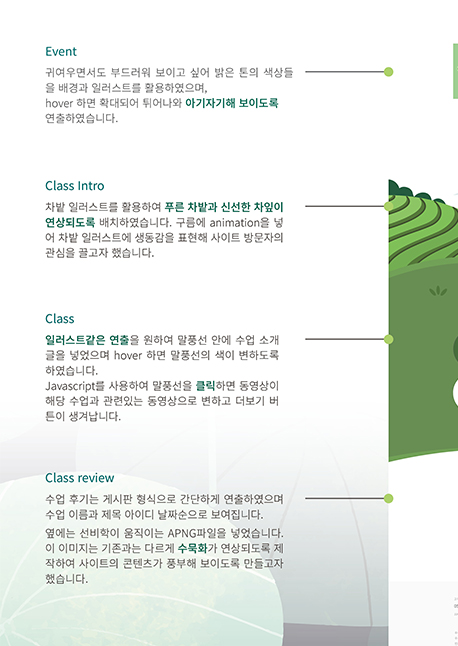 Event
귀여우면서도 부드러워 보이고 싶어 밝은 톤의 색상들
을 배경과 일러스트를 활용하였으며,
hover 하면 확대되어 튀어나와 아기자기해 보이도록
연출하였습니다.
Class Intro
차밭 일러스트를 활용하여 푸른 차밭과 신선한 차잎이
연상되도록 배치하였습니다. 구름에 animation을 넣
어 차밭 일러스트에 생동감을 표현해 사이트 방문자의
관심을 끌고자 했습니다.
Class
일러스트같은 연출을 원하여 말풍선 안에 수업 소개
글을 넣었으며 hover 하면 말풍선의 색이 변하도록
하였습니다.
Javascript를 사용하여 말풍선을 클릭하면 동영상이
해당 수업과 관련있는 동영상으로 변하고 더보기 버
튼이 생겨납니다.
Class review
수업 후기는 게시판 형식으로 간단하게 연출하였으며
수업 이름과 제목 아이디 날짜순으로 보여집니다.
옆에는 선비학이 움직이는 APNG파일을 넣었습니다.
이 이미지는 기존과는 다르게 수묵화가 연상되도록 제
작하여 사이트의 콘텐츠가 풍부해 보이도록 만들고자
했습니다.